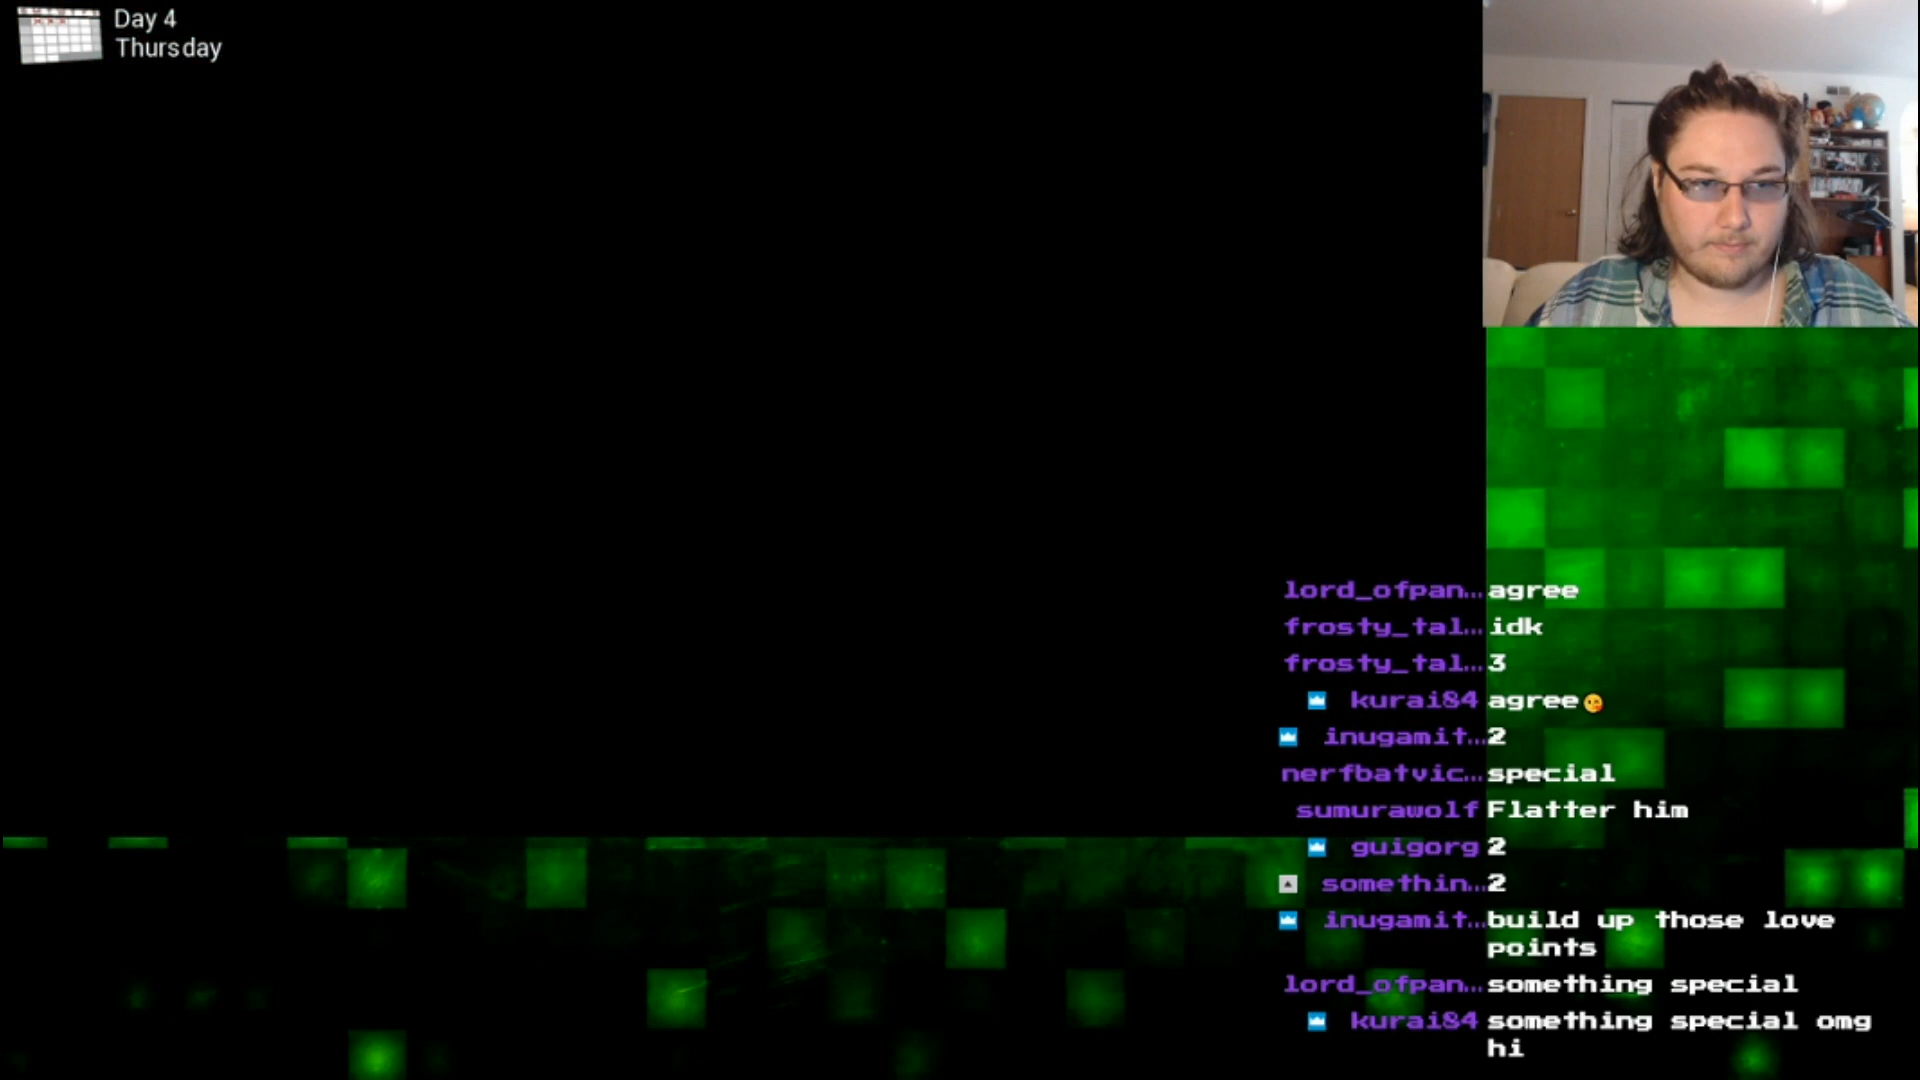 Day 4
Thursday
lord_ofpan... agree
frosty_tal... idk
frosty_tal... 3
kurai84 agree
inugamit... 2
nerfbatvic... special
sumurawolf Flatter him
guigorg 2
somethin... 2
inugamit... build up those love
points
lord_ofpan... something special
kurai84 something special omg
hi